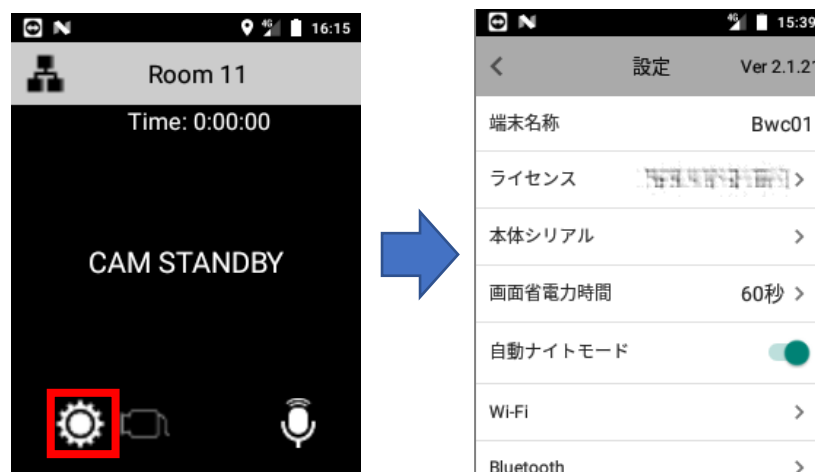 4G 16:15
Room 11
Time: 0:00:00
CAM STANDBY
4G 15:39
設定 Ver 2.1.21
端末名称 Bwc01
ライセンス
本体シリアル
画面省電力時間 60秒
自動ナイトモード
Wi-Fi
Bluetooth